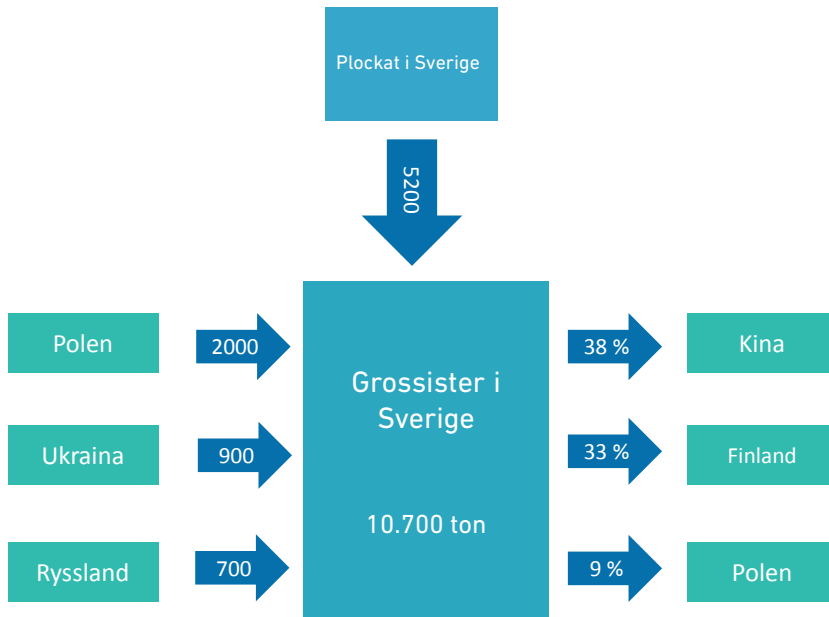 Plockat i Sverige
5200
Polen
2000
Grossister i
Sverige
10.700 ton
38 %
Kina
Ukraina
900
33 %
Finland
Ryssland
700
9 %
Polen